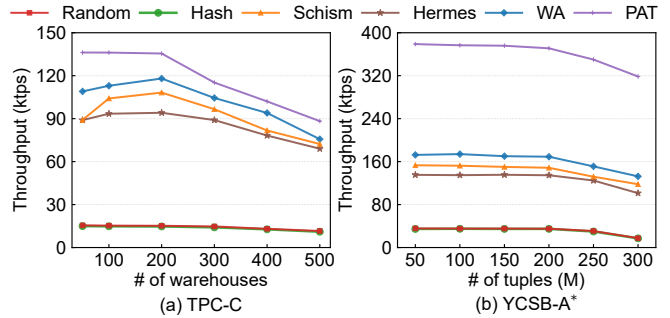 Random Hash Schism Hermes WA PAT
Throughput (ktps)
150
120
90
60
30
0
100 200 300 400 500
# of warehouses
(a) TPC-C
Throughput (ktps)
400
320
240
160
80
0
50 100 150 200 250 300
# of tuples (M)
(b) YCSB-A*